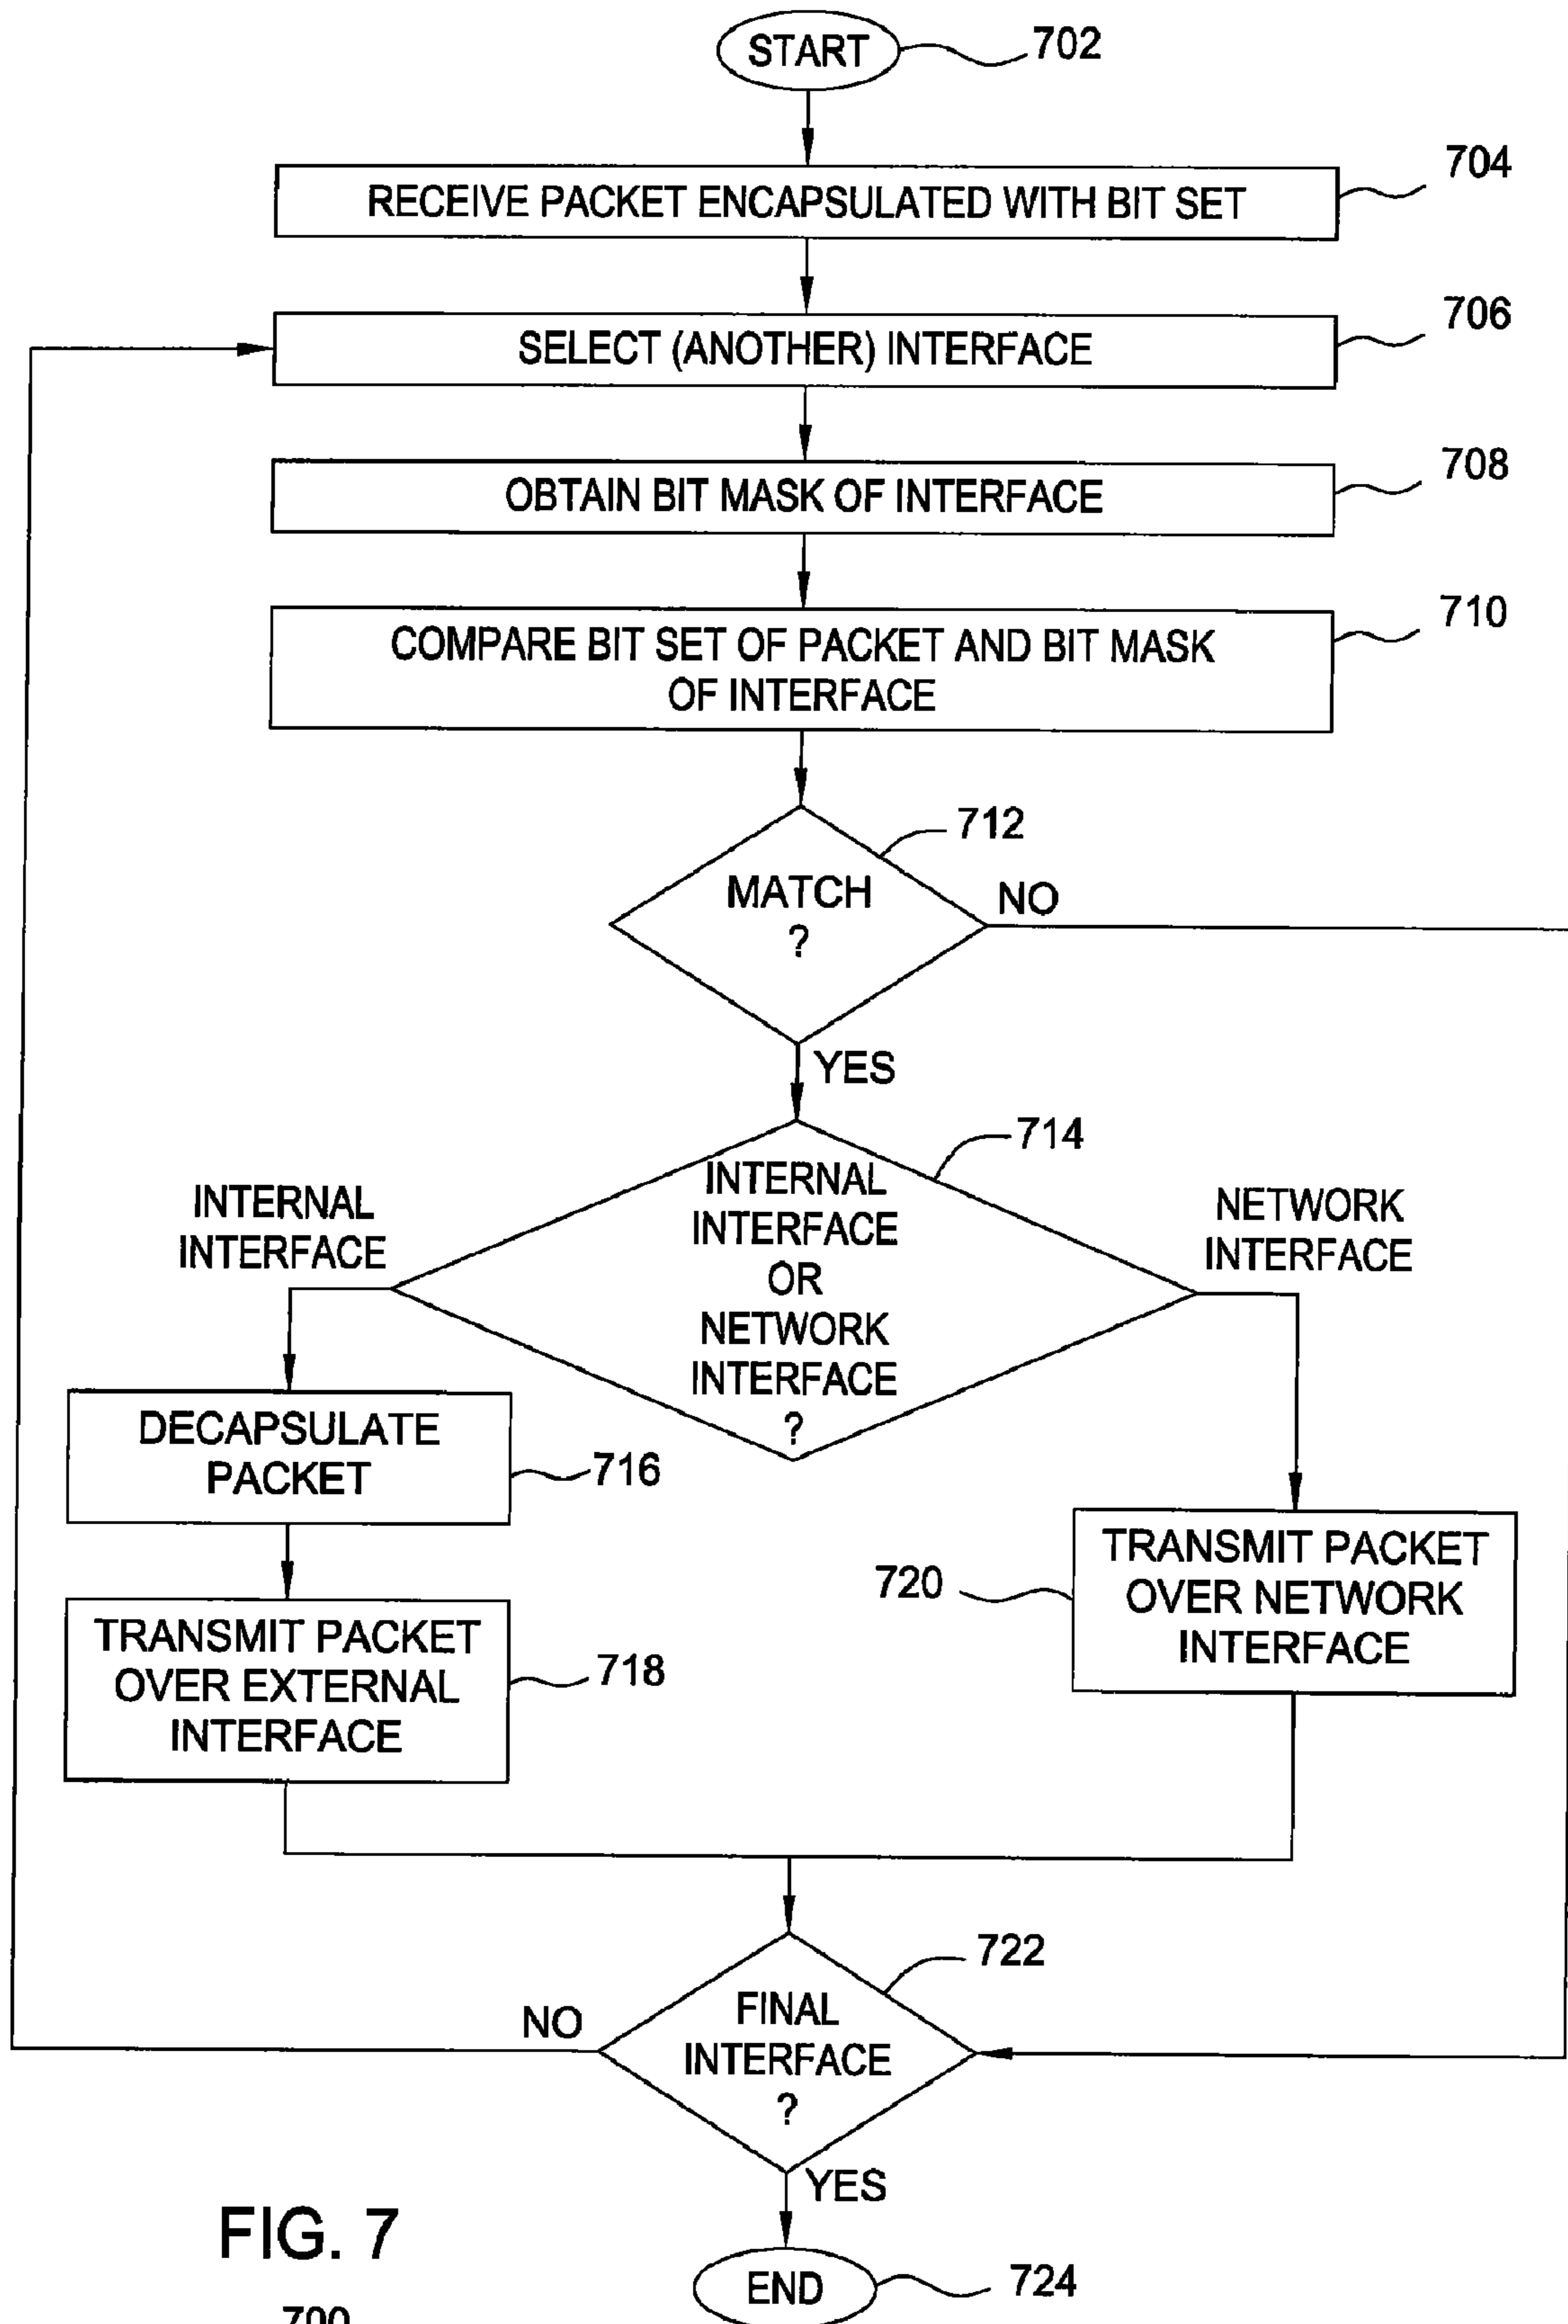 START
702
704
RECEIVE PACKET ENCAPSULATED WITH BIT SET
706
SELECT (ANOTHER) INTERFACE
708
OBTAIN BIT MASK OF INTERFACE
710
COMPARE BIT SET OF PACKET AND BIT MASK
OF INTERFACE
712
MATCH
?
NO
YES
714
INTERNAL
INTERFACE
OR
NETWORK
INTERFACE
?
INTERNAL
INTERFACE
NETWORK
INTERFACE
DECAPSULATE
PACKET
716
TRANSMIT PACKET
OVER EXTERNAL
INTERFACE
718
720
TRANSMIT PACKET
OVER NETWORK
INTERFACE
722
FINAL
INTERFACE
?
NO
YES
END
724
FIG. 7
700